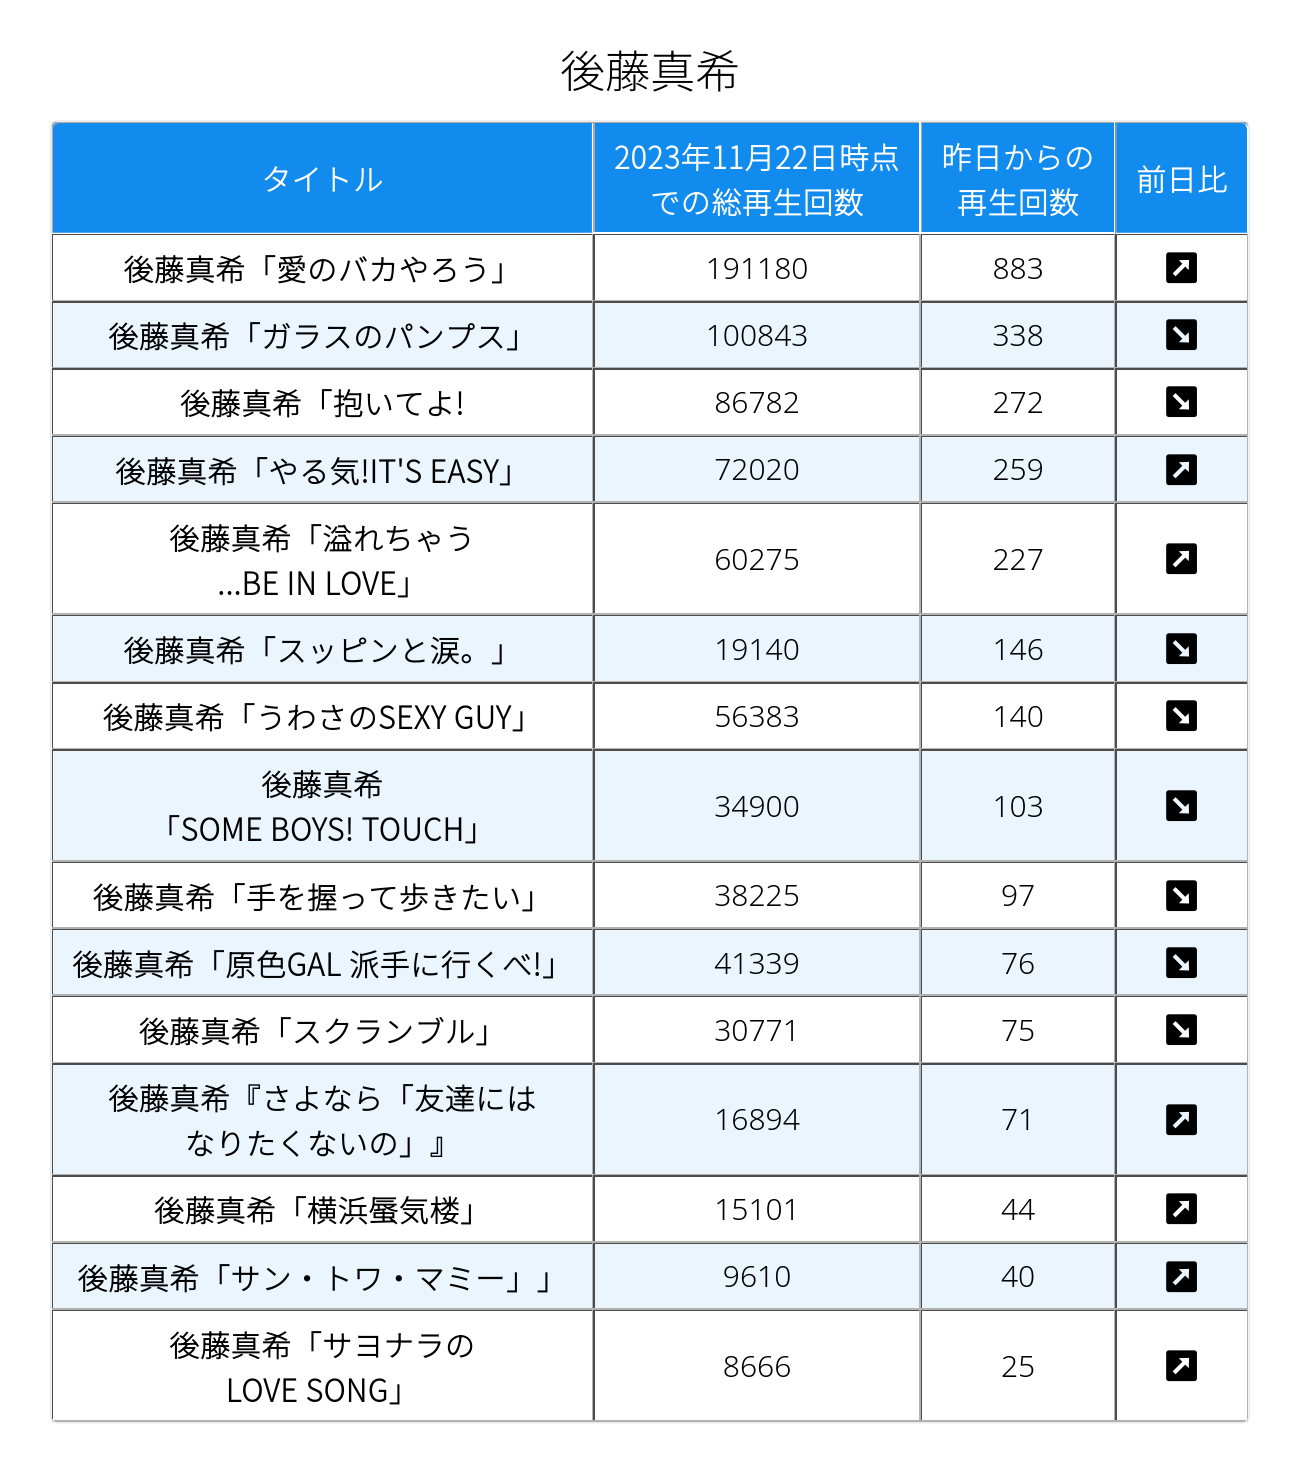 後藤真希
タイトル
2023年11月22日時点
での総再生回数
昨日からの
再生回数
前日比
後藤真希「愛のバカやろう」 191180 883
後藤真希「ガラスのパンプス」 100843 338
後藤真希「抱いてよ! 86782 272
後藤真希「やる気!IT'S EASY」 72020 259
後藤真希「溢れちゃう
...BE IN LOVE」
60275 227
後藤真希「スッピンと涙。」 19140 146
後藤真希「うわさのSEXY GUY」 56383 140
後藤真希
「SOME BOYS! TOUCH」
34900 103
後藤真希「手を握って歩きたい」 38225 97
後藤真希「原色GAL 派手に行くべ!」 41339 76
後藤真希「スクランブル」 30771 75
後藤真希『さよなら「友達には
なりたくないの」』
16894 71
後藤真希「横浜蜃気楼」 15101 44
後藤真希「サン・トワ・マミー」」 9610 40
後藤真希「サヨナラの
LOVE SONG」
8666 25